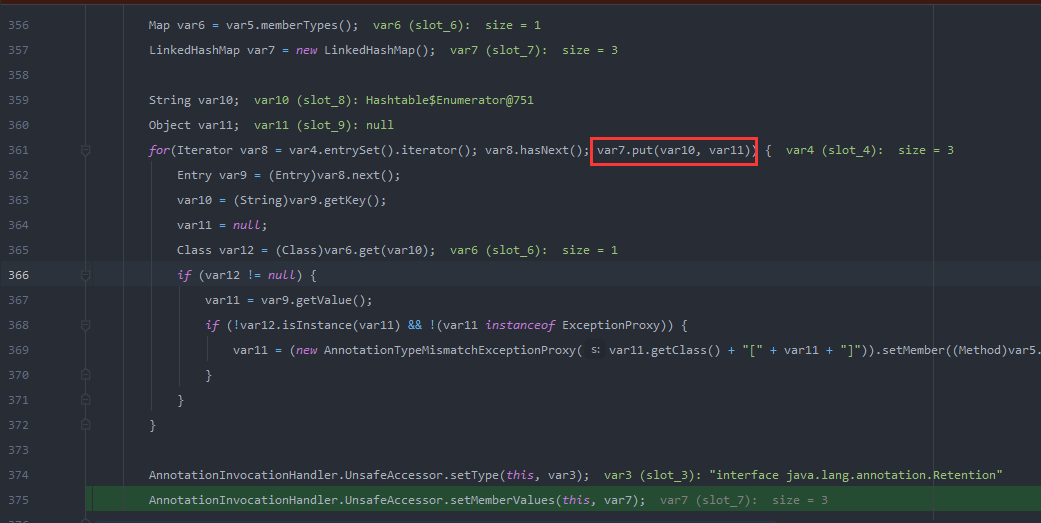 356 Map var6 = var5.memberTypes(); var6 (slot_6): size = 1
357 LinkedHashMap var7 = new LinkedHashMap(); var7 (slot_7): size = 3
358
359 String var10; var10 (slot_8): Hashtable$Enumerator@751
360 Object var11; var11 (slot_9): null
361 for(Iterator var8 = var4.entrySet().iterator(); var8.hasNext(); var7.put(var10, var11)) { var4 (slot_4): size = 3
362 Entry var9 = (Entry)var8.next();
363 var10 = (String)var9.getKey();
364 var11 = null;
365 Class var12 = (Class)var6.get(var10); var6 (slot_6): size = 1
366 if (var12 != null) {
367 var11 = var9.getValue();
368 if (!var12.isInstance(var11) && !(var11 instanceof ExceptionProxy)) {
369 var11 = (new AnnotationTypeMismatchExceptionProxy( s: var11.getClass() + "[" + var11 + "]")).setMember((Method)var5.
370 }
371 }
372 }
373
374 AnnotationInvocationHandler.UnsafeAccessor.setType(this, var3); var3 (slot_3): "interface java.lang.annotation.Retention"
375 AnnotationInvocationHandler.UnsafeAccessor.setMemberValues(this, var7); var7 (slot_7): size = 3